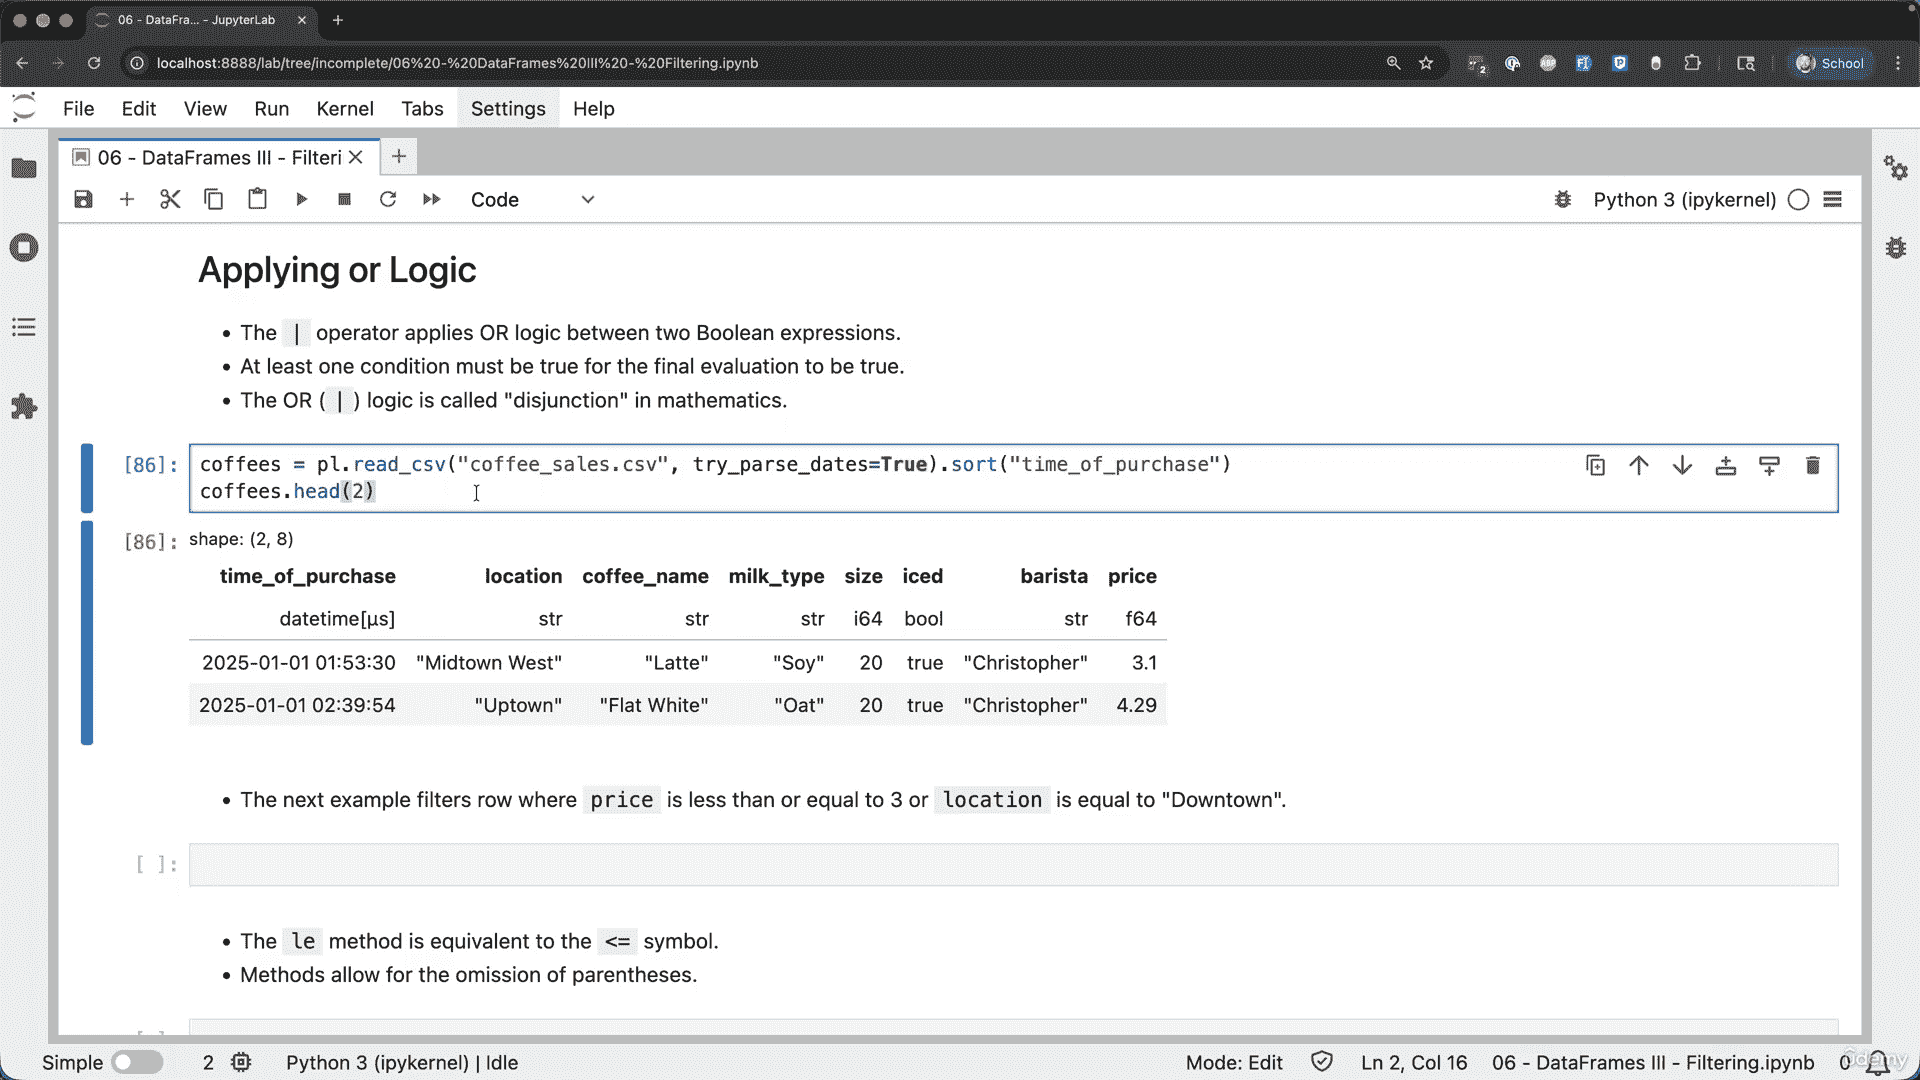 06 - DataFra... - JupyterLab
localhost:8888/lab/tree/incomplete/06%20-%20DataFrames%20III%20-%20Filtering.ipynb
2
ABP
School
File Edit View Run Kernel Tabs Settings Help
06 - DataFrames III - Filteri
Code
Python 3 (ipykernel)
Applying or Logic
• The | operator applies OR logic between two Boolean expressions.
• At least one condition must be true for the final evaluation to be true.
• The OR ( | ) logic is called "disjunction" in mathematics.
[86]: coffees = pl.read_csv("coffee_sales.csv", try_parse_dates=True).sort("time_of_purchase")
coffees.head(2)
[86]: shape: (2, 8)
time_of_purchase location coffee_name milk_type size iced barista price
datetime[μs] str str str i64 bool str f64
2025-01-01 01:53:30 "Midtown West" "Latte" "Soy" 20 true "Christopher" 3.1
2025-01-01 02:39:54 "Uptown" "Flat White" "Oat" 20 true "Christopher" 4.29
• The next example filters row where price is less than or equal to 3 or location is equal to "Downtown".
[ ]:
• The le method is equivalent to the <= symbol.
• Methods allow for the omission of parentheses.
Simple 2 Python 3 (ipykernel) | Idle Mode: Edit Ln 2, Col 16 06 - DataFrames III - Filtering.ipynb 0
Udemy